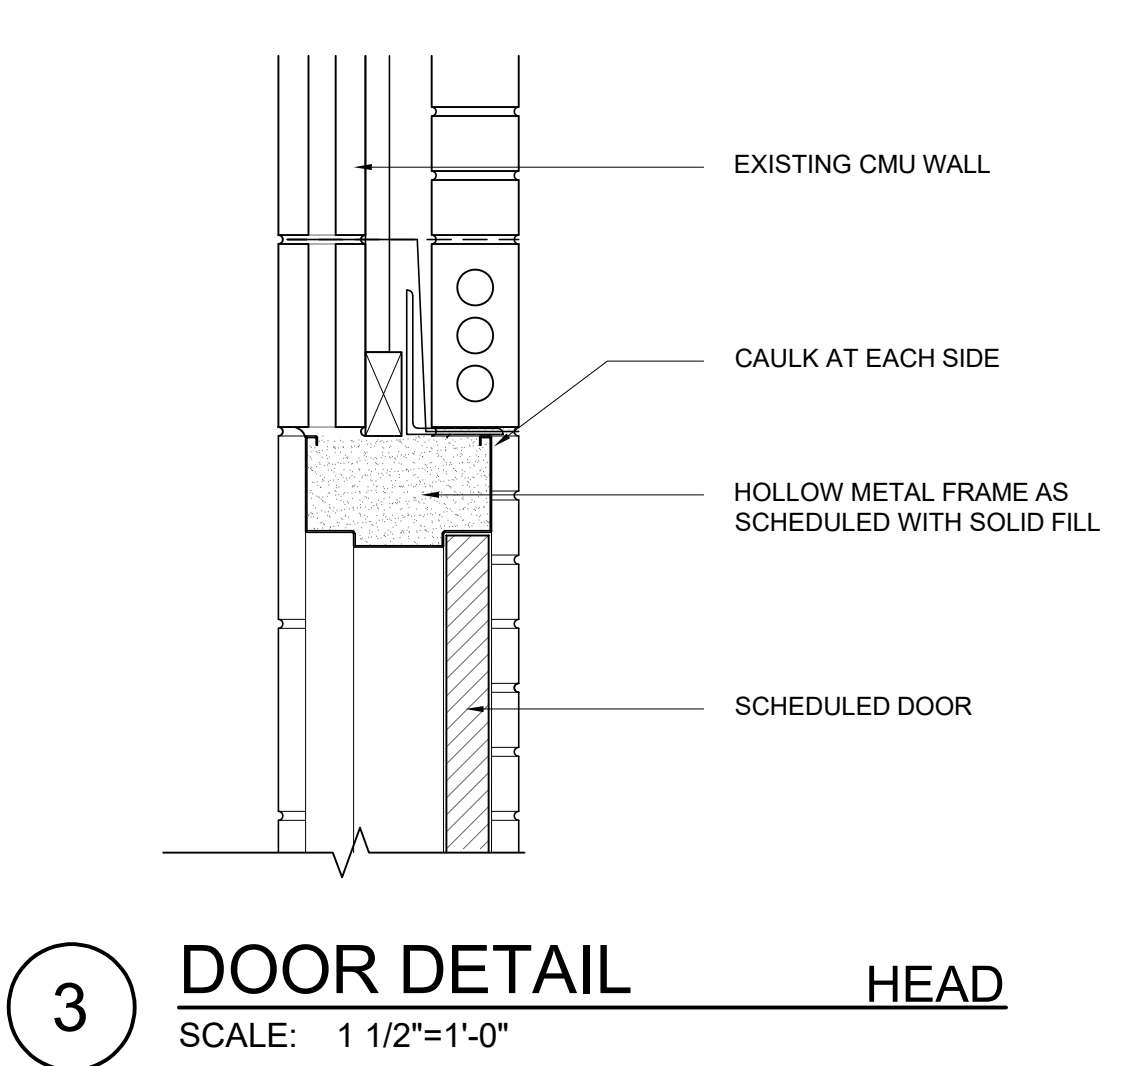 EXISTING CMU WALL
CAULK AT EACH SIDE
HOLLOW METAL FRAME AS
SCHEDULED WITH SOLID FILL
SCHEDULED DOOR
3
DOOR DETAIL HEAD
SCALE: 1 1/2"=1'-0"